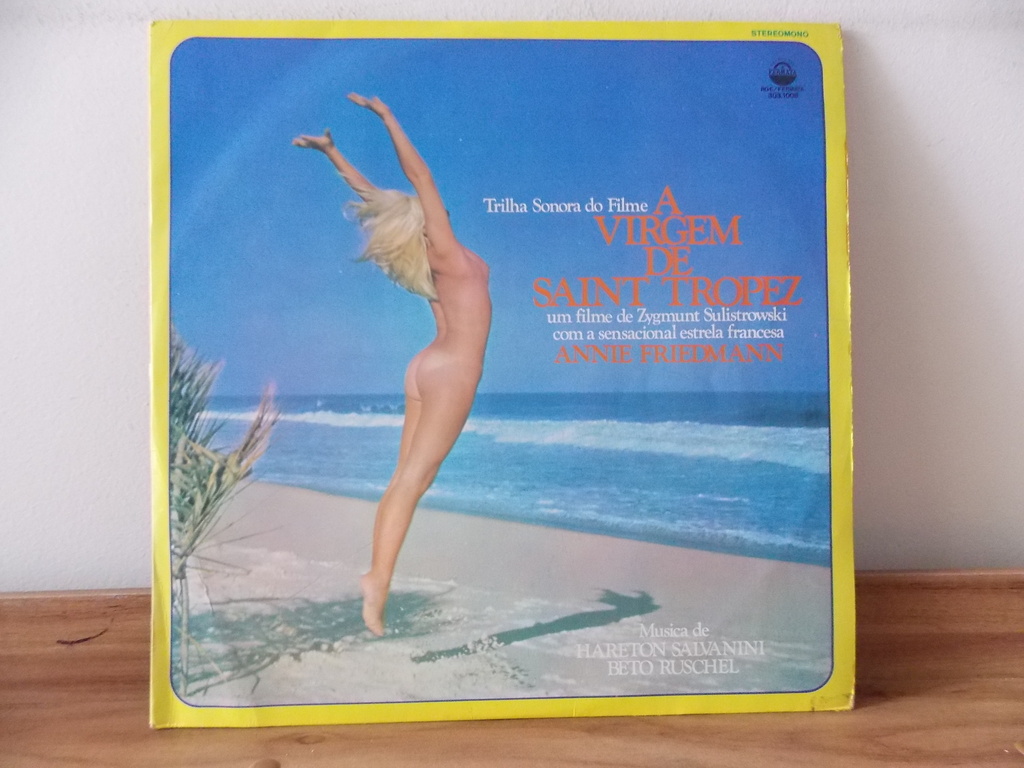 STEREOMONO
Trilha Sonora do Filme A
VIRGEM
DE
SAINT TROPEZ
um filme de Zygmunt Sulistrowski
com a sensacional estrela francesa
ANNIE FRIEDMANN
Musica de
HARETON SALVANINI
BETO RUSCHEL